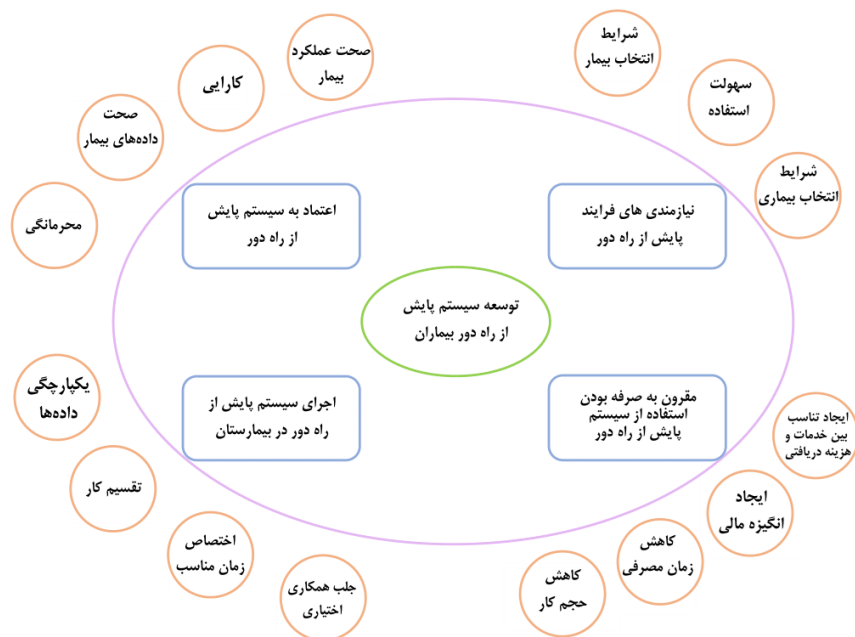 شرایط
انتخاب بیمار
سهولت
استفاده
شرایط
انتخاب بیماری
صحت عملکرد
بیمار
کارایی
صحت
داده‌های بیمار
محرمانگی
نیازمندی های فرایند
پایش از راه دور
اعتماد به سیستم پایش
از راه دور
توسعه سیستم پایش
از راه دور بیماران
مقرون به صرفه بودن
استفاده از سیستم
پایش از راه دور
اجرای سیستم پایش از
راه دور در بیمارستان
ایجاد تناسب
بین خدمات و
هزینه دریافتی
ایجاد
انگیزه مالی
کاهش
زمان مصرفی
کاهش
حجم کار
یکپارچگی
داده‌ها
تقسیم کار
اختصاص
زمان مناسب
جلب همکاری
اختیاری